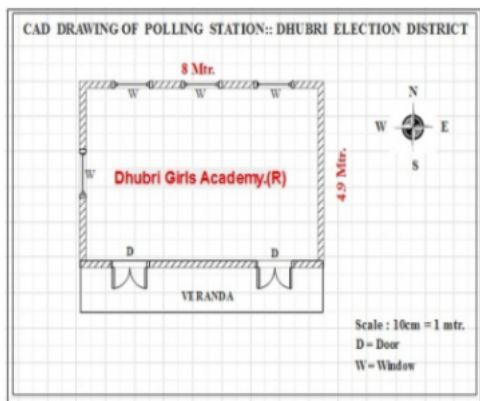 CAD DRAWING OF POLLING STATION:: DHUBRI ELECTION DISTRICT
8 Mtr.
W W W
N
W E
S
W
Dhubri Girls Academy.(R)
4.9 Mtr.
D D
VERANDA
Scale : 10cm = 1 mtr.
D = Door
W = Window